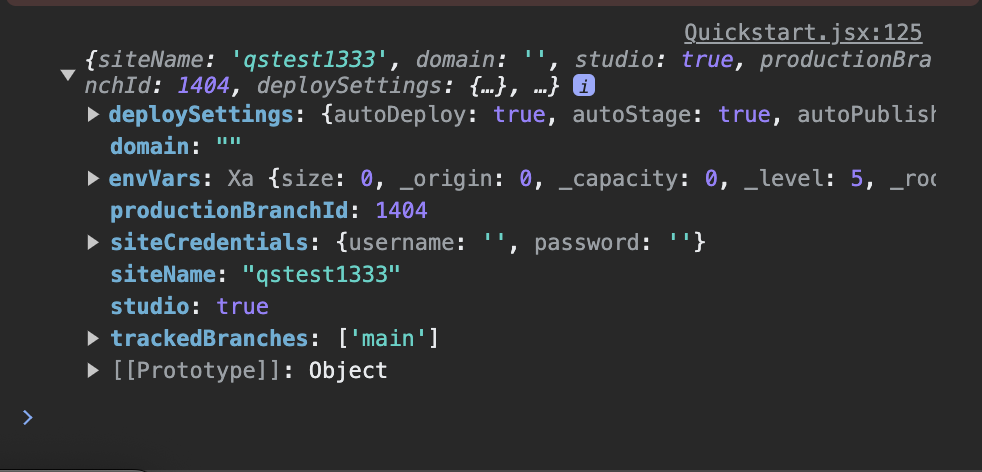 Quickstart.jsx:125
{siteName: 'qstest1333', domain: '', studio: true, productionBra
nchId: 1404, deploySettings: {…}, …} i
deploySettings: {autoDeploy: true, autoStage: true, autoPublish
domain: ""
envVars: Xa {size: 0, _origin: 0, _capacity: 0, _level: 5, _roo
productionBranchId: 1404
siteCredentials: {username: '', password: ''}
siteName: "qstest1333"
studio: true
trackedBranches: ['main']
[[Prototype]]: Object